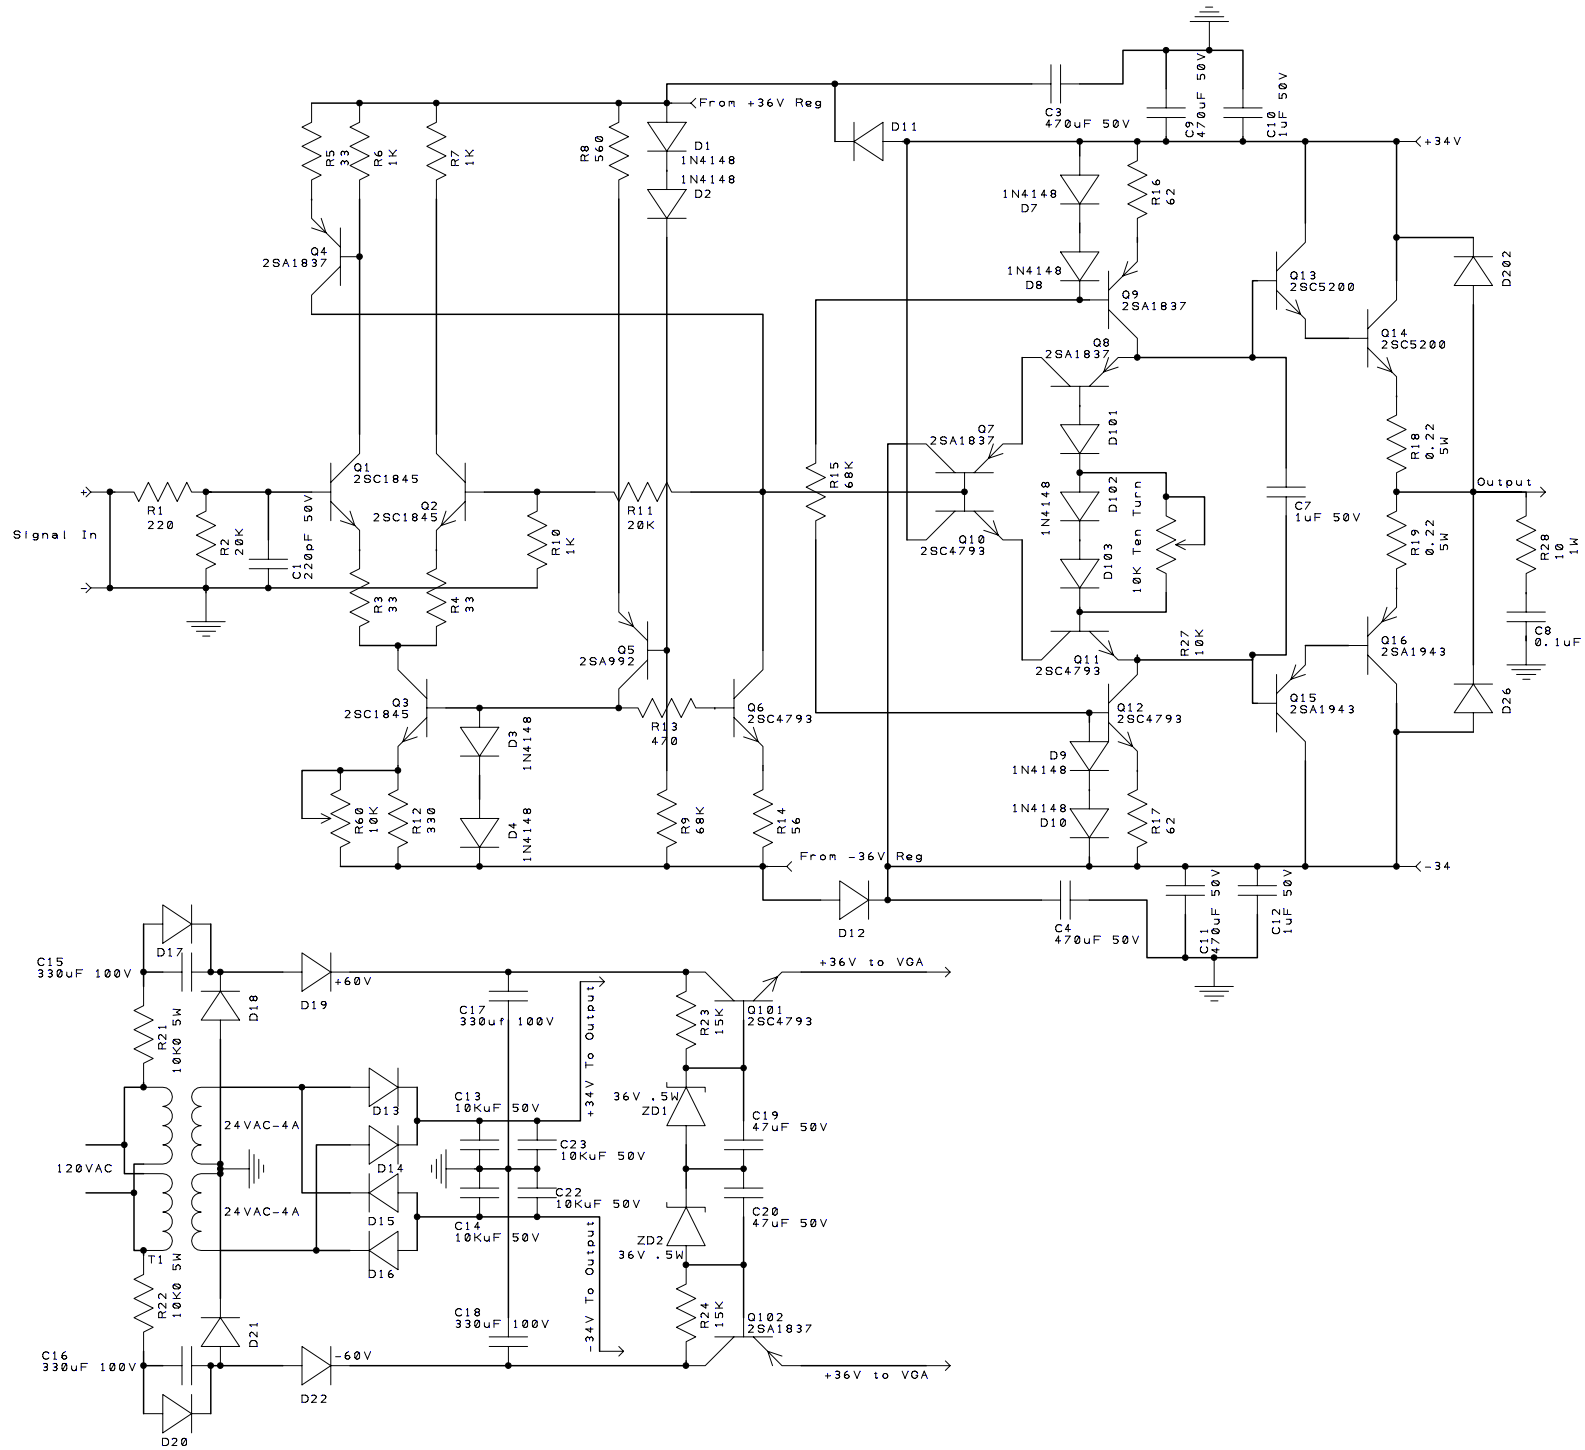 C3
470uF 50V
C9
470uF 50V
C10
1uF 50V
From +36V Reg
D11
+34V
R5
33
R6
1K
R7
1K
R8
560
D1
1N4148
1N4148
D2
1N4148
D7
R16
62
Q4
2SA1837
1N4148
D8
Q9
2SA1837
Q13
2SC5200
D202
Q14
2SC5200
Q8
2SA1837
D101
Q7
2SA1837
R15
68K
R18
0.22
5W
Q1
2SC1845
Q2
2SC1845
+
R1
220
Signal In
-
R2
20K
C1
220pF 50V
R11
20K
R10
1K
Q10
2SC4793
1N4148
D102
D103
10K Ten Turn
C7
1uF 50V
Output
R19
0.22
5W
R28
10
1W
R3
33
R4
33
C8
0.1uF
Q5
2SA992
Q11
2SC4793
R27
10K
Q16
2SA1943
Q3
2SC1845
R13
470
Q6
2SC4793
Q12
2SC4793
Q15
2SA1943
D26
D3
1N4148
D9
1N4148
R60
10K
R12
330
D4
1N4148
R9
68K
R14
56
1N4148
D10
R17
62
From -36V Reg
-34
D12
C4
470uF 50V
C11
470uF 50V
C12
1uF 50V
D17
C15
330uF 100V
D18
D19
+60V
C17
330uf 100V
+34V To Output
R23
15K
Q101
2SC4793
+36V to VGA
R21
10K0 5W
24VAC-4A
D13
C13
10KuF 50V
36V .5W
ZD1
C19
47uF 50V
120VAC
D14
C23
10KuF 50V
24VAC-4A
D15
C22
10KuF 50V
C14
10KuF 50V
C20
47uF 50V
T1
D16
ZD2
36V .5W
R22
10K0 5W
D21
C18
330uF 100V
-34V To Output
R24
15K
Q102
2SA1837
C16
330uF 100V
-60V
D22
+36V to VGA
D20